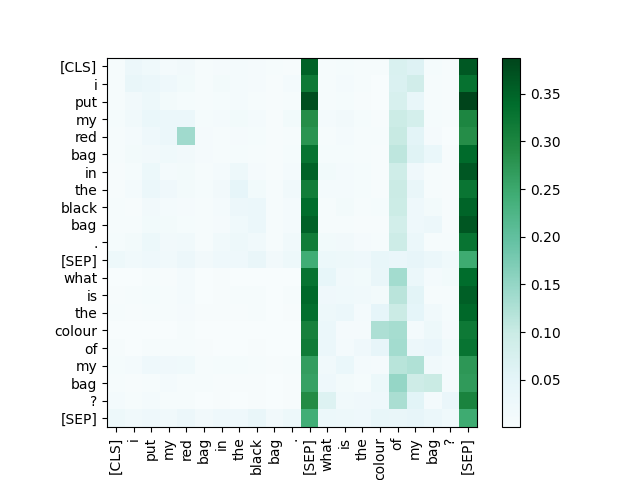 [CLS]
i
put
my
red
bag
in
the
black
bag
.
[SEP]
what
is
the
colour
of
my
bag
?
[SEP]
[CLS] i put my red bag in the black bag . [SEP] what is the colour of my bag ? [SEP]
0.35
0.30
0.25
0.20
0.15
0.10
0.05